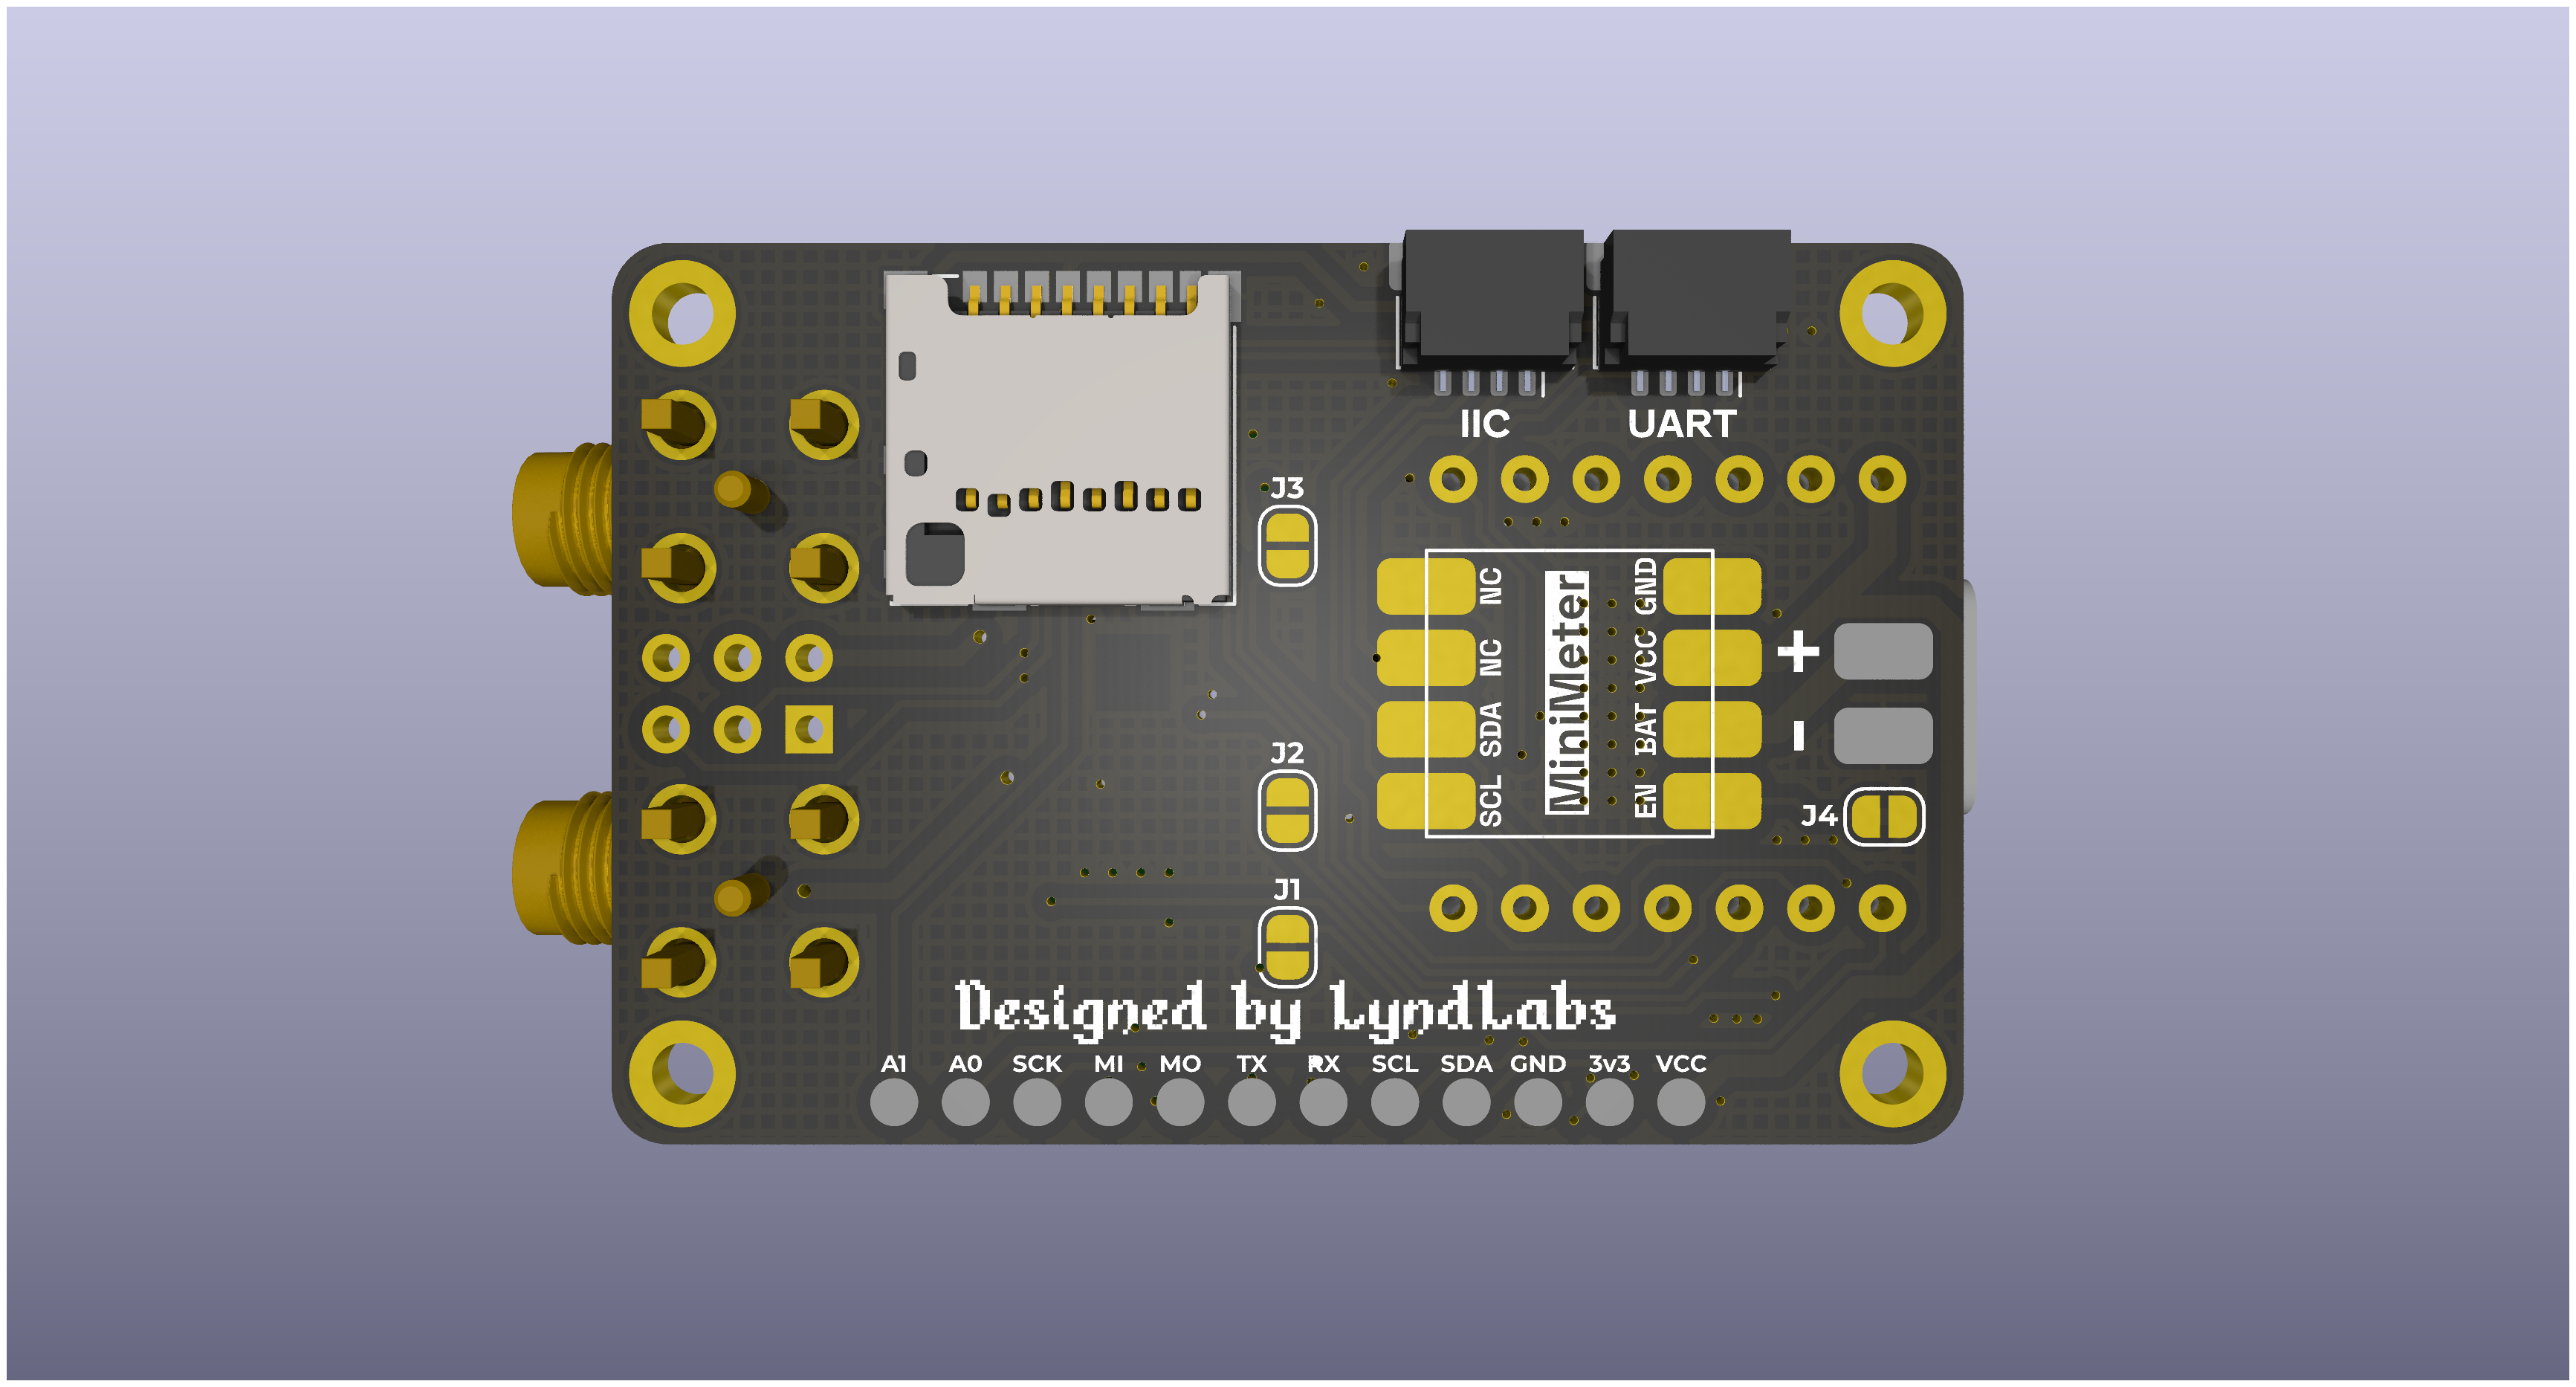 IIC
UART
J3
NC
NC
SDA
SCL
MiniMeter
GND
VCC
BAT
EN
+
-
J4
J2
J1
Designed by LyndLabs
A1 A0 SCK MI MO TX RX SCL SDA GND 3v3 VCC